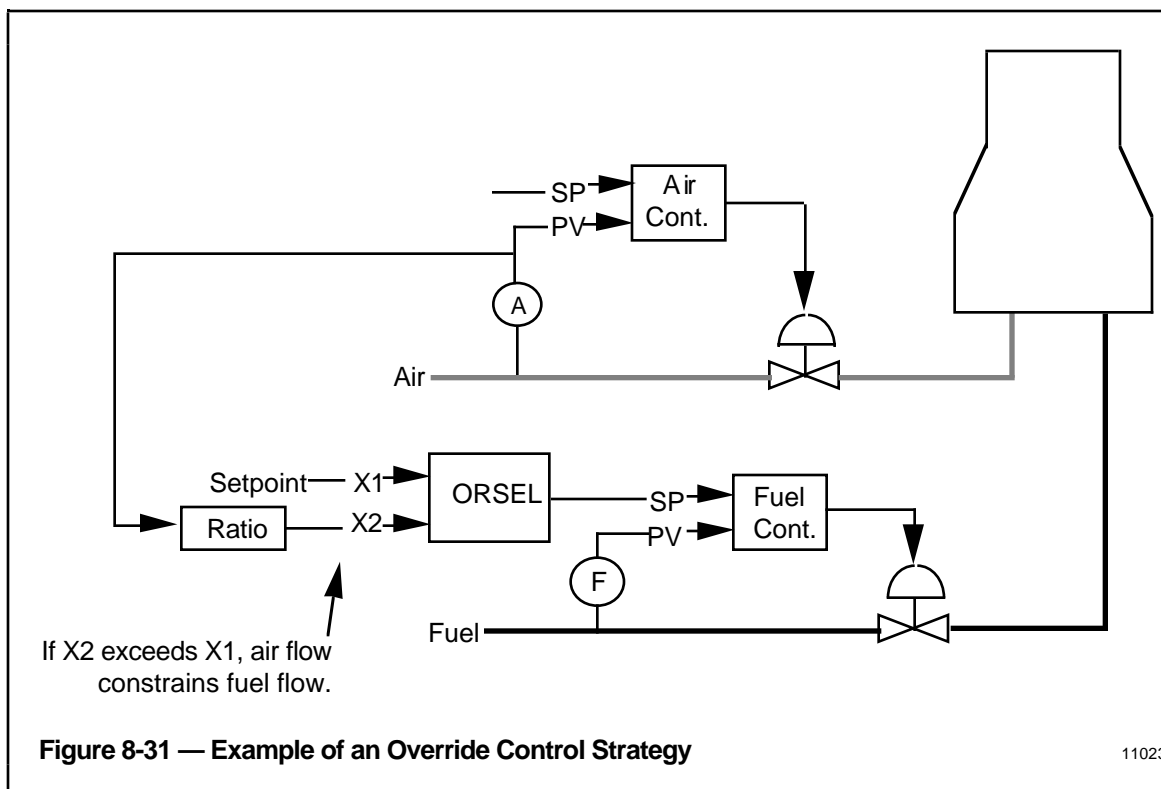 SP
Air
Cont.
PV
A
Air
Setpoint
X1
ORSEL
SP
Fuel
Cont.
Ratio
X2
PV
F
Fuel
If X2 exceeds X1, air flow
constrains fuel flow.
Figure 8-31 — Example of an Override Control Strategy
11023